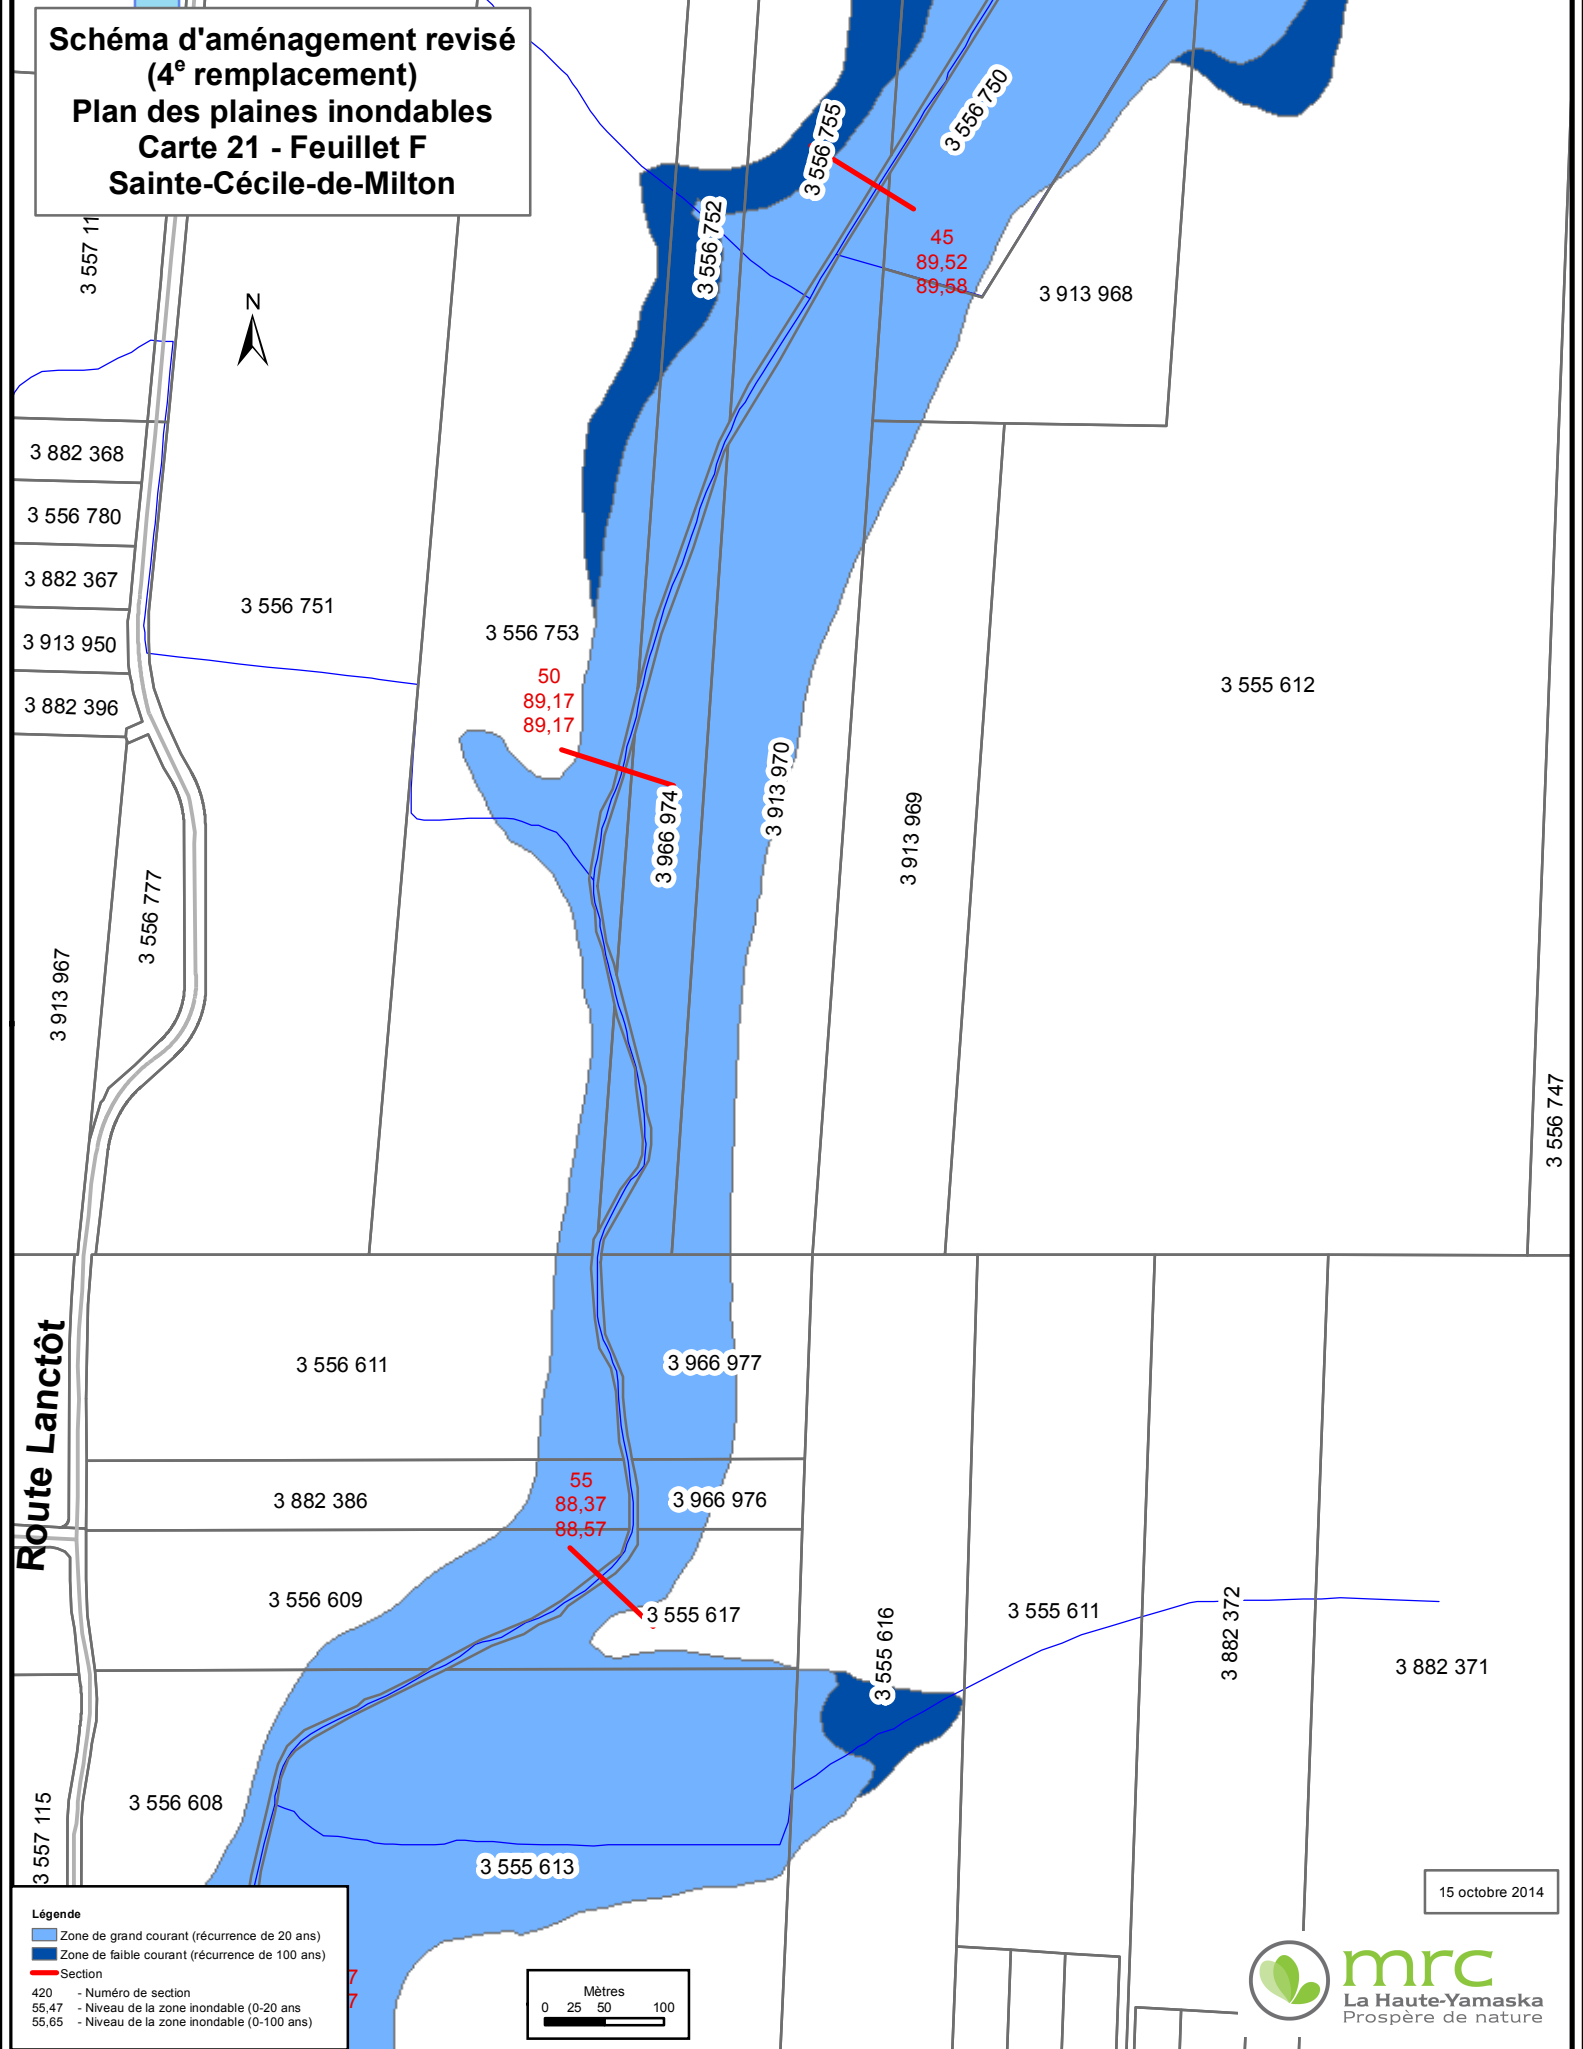 Schéma d'aménagement revisé
(4e remplacement)
Plan des plaines inondables
Carte 21 - Feuillet F
Sainte-Cécile-de-Milton
3 557 11
N
3 556 755
3 556 750
3 556 752
45
89,52
89,58
3 913 968
3 882 368
3 556 780
3 882 367
3 913 950
3 882 396
3 556 751
3 556 753
50
89,17
89,17
3 555 612
3 913 970
3 966 974
3 913 969
3 556 777
3 913 967
3 556 747
Route Lanctôt
3 556 611
3 966 977
3 882 386
55
88,37
88,57
3 966 976
3 556 609
3 555 617
3 555 616
3 555 611
3 882 372
3 882 371
3 557 115
3 556 608
3 555 613
15 octobre 2014
Légende
Zone de grand courant (récurrence de 20 ans)
Zone de faible courant (récurrence de 100 ans)
Section
420 - Numéro de section
55,47 - Niveau de la zone inondable (0-20 ans
55,65 - Niveau de la zone inondable (0-100 ans)
7
7
Mètres
0 25 50 100
mrc
La Haute-Yamaska
Prospère de nature